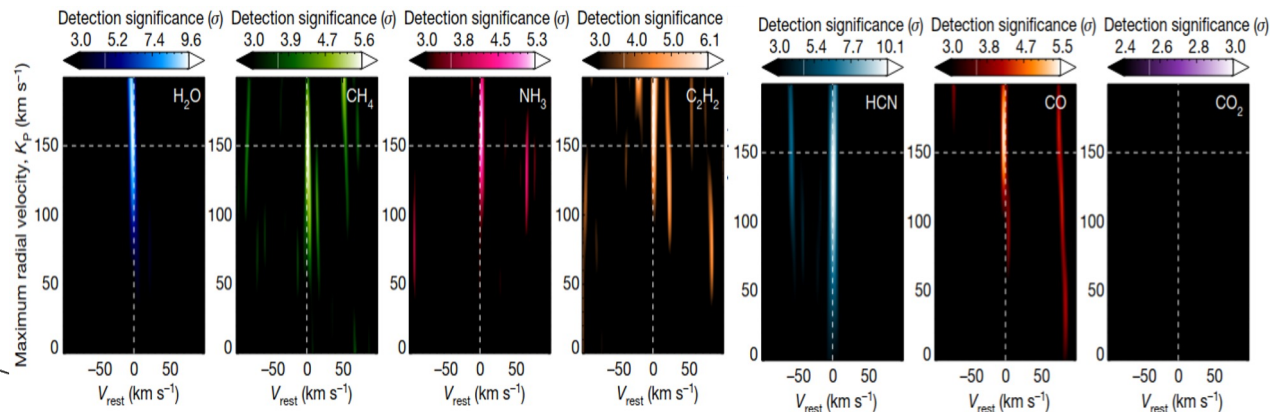 Detection significance (σ)
3.0 5.2 7.4 9.6
H₂O
Detection significance (σ)
3.0 3.9 4.7 5.6
CH₄
Detection significance (σ)
3.0 3.8 4.5 5.3
NH₃
Detection significance
3.0 4.0 5.0 6.1
C₂H₂
Detection significance (σ)
3.0 5.4 7.7 10.1
HCN
Detection significance (σ)
3.0 3.8 4.7 5.5
CO
Detection significance (σ)
2.4 2.6 2.8 3.0
CO₂
Maximum radial velocity, Kₚ (km s⁻¹)
150 150 150 150 150 150 150
100 100 100 100 100 100 100
50 50 50 50 50 50 50
0 0 0 0 0 0 0
−50 0 50 −50 0 50 −50 0 50 −50 0 50 −50 0 50 −50 0 50 −50 0 50
V rest (km s⁻¹) V rest (km s⁻¹) V rest (km s⁻¹) V rest (km s⁻¹) V rest (km s⁻¹) V rest (km s⁻¹) V rest (km s⁻¹)